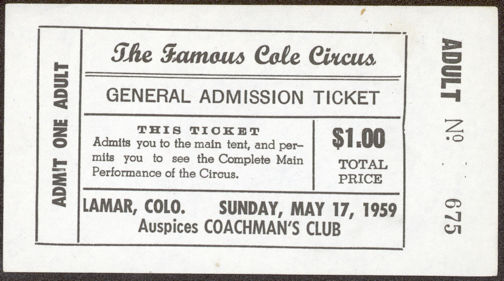 ADMIT ONE ADULT
The Famous Cole Circus
GENERAL ADMISSION TICKET
THIS TICKET
Admits you to the main tent, and per-
mits you to see the Complete Main
Performance of the Circus.
$1.00
TOTAL
PRICE
LAMAR, COLO. SUNDAY, MAY 17, 1959
Auspices COACHMAN'S CLUB
ADULT Nº 675